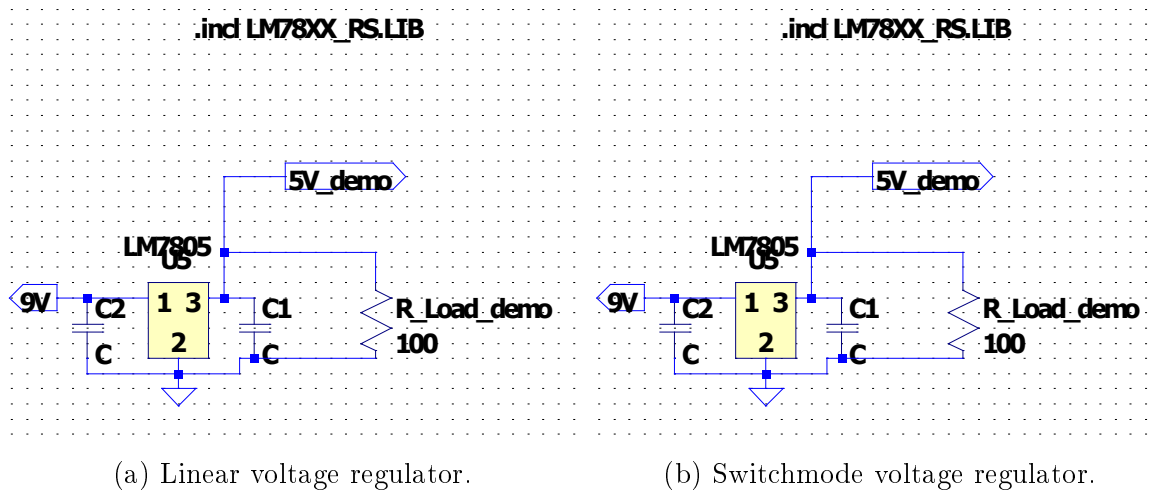 .incl LM78XX_RS.LIB
5V_demo
LM7805
U5
9V
C2
1 3
C1
R_Load_demo
C
2
C
100
(a) Linear voltage regulator.
.incl LM78XX_RS.LIB
5V_demo
LM7805
U5
9V
C2
1 3
C1
R_Load_demo
C
2
C
100
(b) Switchmode voltage regulator.